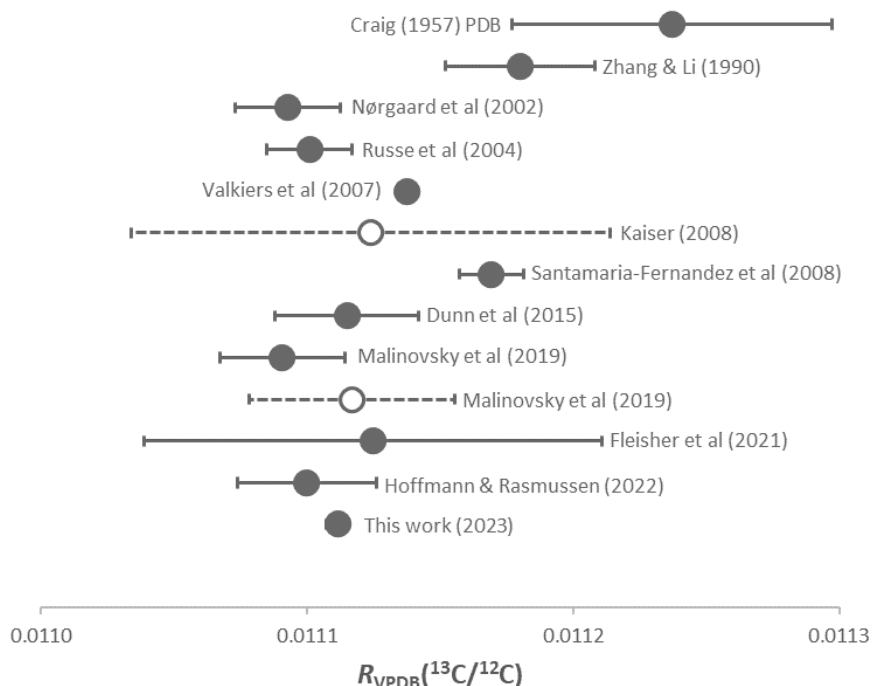 Craig (1957) PDB
Zhang & Li (1990)
Nørgaard et al (2002)
Russe et al (2004)
Valkiers et al (2007)
Kaiser (2008)
Santamaria-Fernandez et al (2008)
Dunn et al (2015)
Malinovsky et al (2019)
Malinovsky et al (2019)
Fleisher et al (2021)
Hoffmann & Rasmussen (2022)
This work (2023)
0.0110 0.0111 0.0112 0.0113
R_VPDB(¹³C/¹²C)